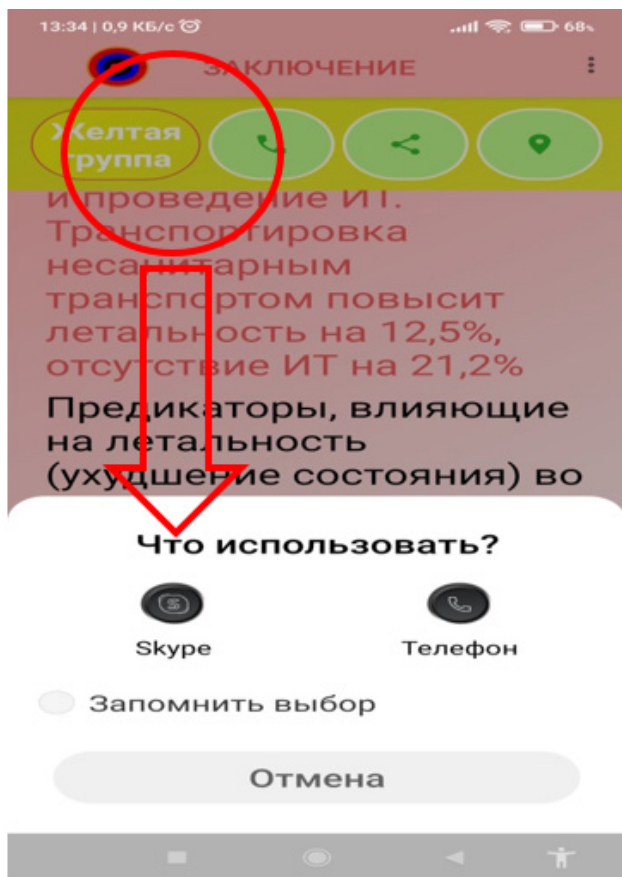 13:34 | 0,9 КБ/с
68%
ЗАКЛЮЧЕНИЕ
Желтая
группа
и проведение ИТ.
Транспортировка
несанитарным
транспортом повысит
летальность на 12,5%,
отсутствие ИТ на 21,2%
Предикаторы, влияющие
на летальность
(ухудшение состояния) во
Что использовать?
Skype
Телефон
Запомнить выбор
Отмена